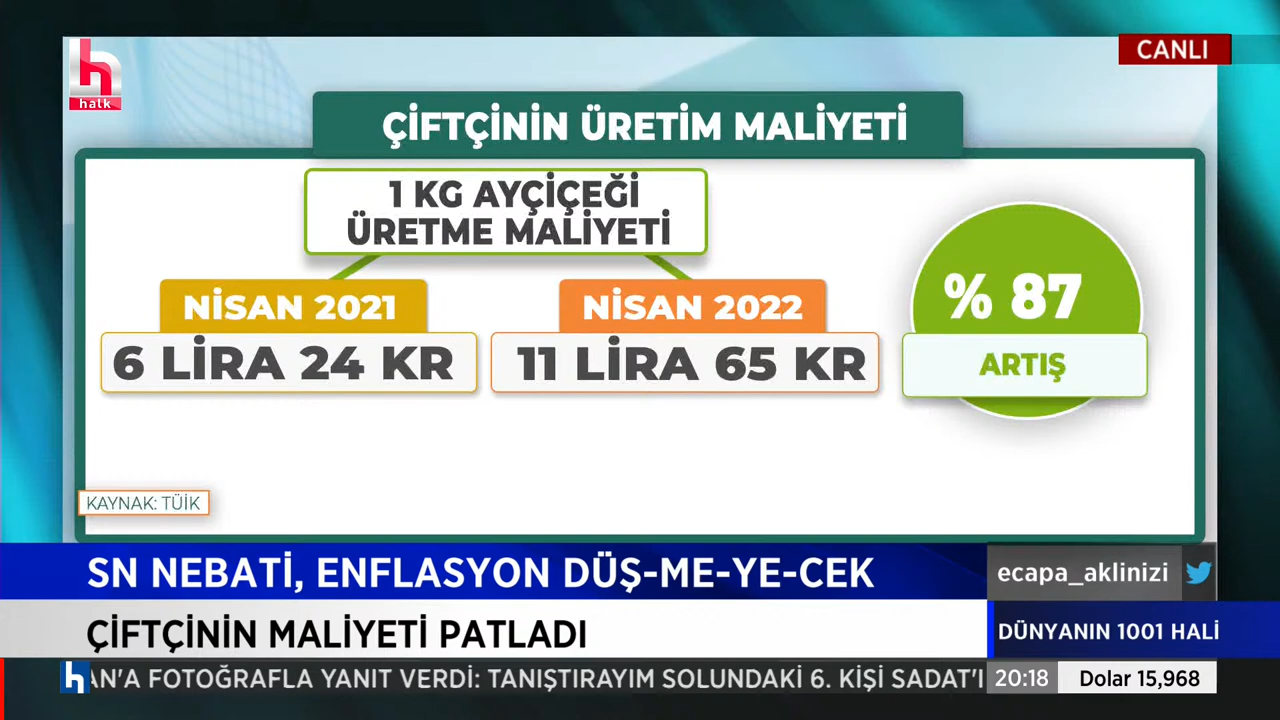 h
halk
CANLI
ÇİFTÇİNİN ÜRETİM MALİYETİ
1 KG AYÇİÇEĞİ
ÜRETME MALİYETİ
NİSAN 2021
6 LİRA 24 KR
NİSAN 2022
11 LİRA 65 KR
% 87
ARTIŞ
KAYNAK: TÜİK
SN NEBATİ, ENFLASYON DÜŞ-ME-YE-CEK
ecapa_aklinizi
ÇİFTÇİNİN MALİYETİ PATLADI
DÜNYANIN 1001 HALİ
h
AN'A FOTOĞRAFLA YANIT VERDİ: TANIŞTIRAYIM SOLUNDAKİ 6. KİŞİ SADAT'I
20:18
Dolar 15,968